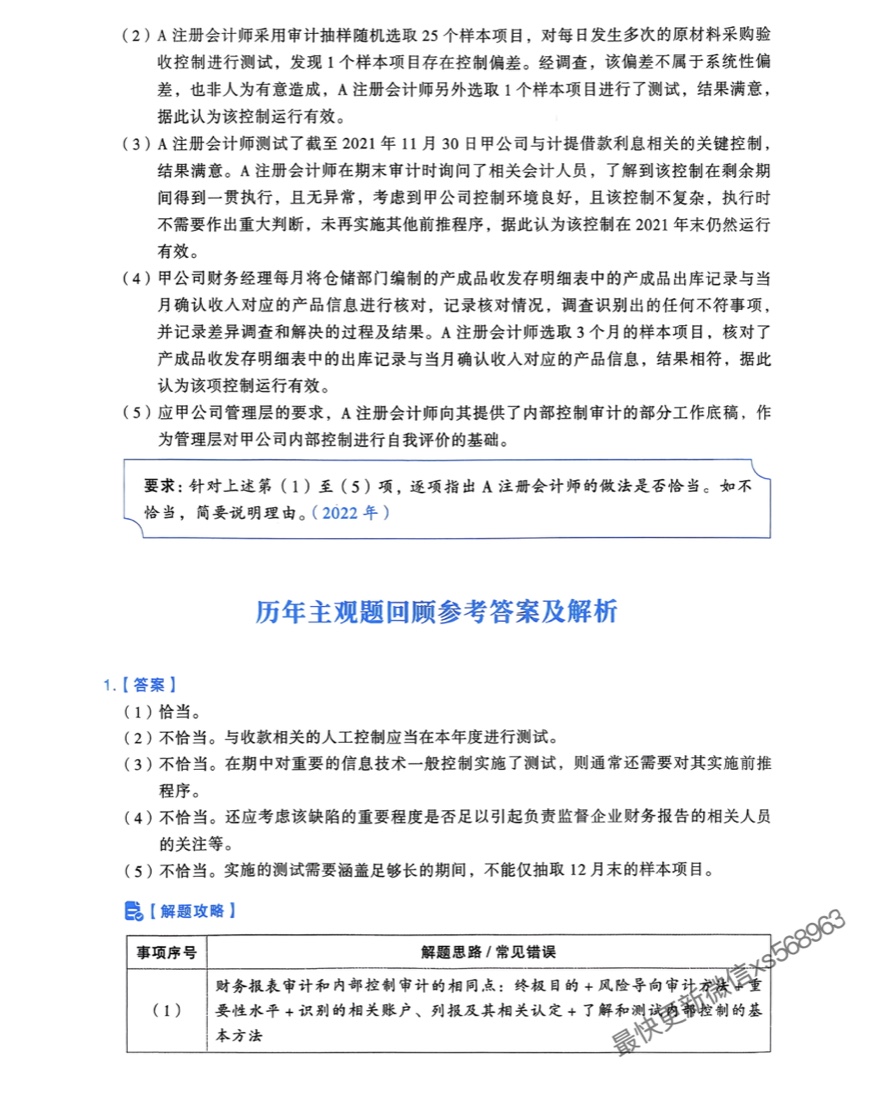 （2）A 注册会计师采用审计抽样随机选取 25 个样本项目，对每日发生多次的原材料采购验
收控制进行测试，发现 1 个样本项目存在控制偏差。经调查，该偏差不属于系统性偏
差，也非人为有意造成，A 注册会计师另外选取 1 个样本项目进行了测试，结果满意，
据此认为该控制运行有效。
（3）A 注册会计师测试了截至 2021 年 11 月 30 日甲公司与计提借款利息相关的关键控制，
结果满意。A 注册会计师在期末审计时询问了相关会计人员，了解到该控制在剩余期
间得到一贯执行，且无异常，考虑到甲公司控制环境良好，且该控制不复杂，执行时
不需要作出重大判断，未再实施其他前推程序，据此认为该控制在 2021 年末仍然运行
有效。
（4）甲公司财务经理每月将仓储部门编制的产成品收发存明细表中的产成品出库记录与当
月确认收入对应的产品信息进行核对，记录核对情况，调查识别出的任何不符事项，
并记录差异调查和解决的过程及结果。A 注册会计师选取 3 个月的样本项目，核对了
产成品收发存明细表中的出库记录与当月确认收入对应的产品信息，结果相符，据此
认为该项控制运行有效。
（5）应甲公司管理层的要求，A 注册会计师向其提供了内部控制审计的部分工作底稿，作
为管理层对甲公司内部控制进行自我评价的基础。
要求：针对上述第（1）至（5）项，逐项指出 A 注册会计师的做法是否恰当。如不
恰当，简要说明理由。（2022 年）
历年主观题回顾参考答案及解析
1.【答案】
（1）恰当。
（2）不恰当。与收款相关的人工控制应当在本年度进行测试。
（3）不恰当。在期中对重要的信息技术一般控制实施了测试，则通常还需要对其实施前推
程序。
（4）不恰当。还应考虑该缺陷的重要程度是否足以引起负责监督企业财务报告的相关人员
的关注等。
（5）不恰当。实施的测试需要涵盖足够长的期间，不能仅抽取 12 月末的样本项目。
【解题攻略】
事项序号 解题思路 / 常见错误
财务报表审计和内部控制审计的相同点：终极目的 + 风险导向审计方法 + 重
（1） 要性水平 + 识别的相关账户、列报及其相关认定 + 了解和测试内部控制的基
本方法
最快更新微信xs568963